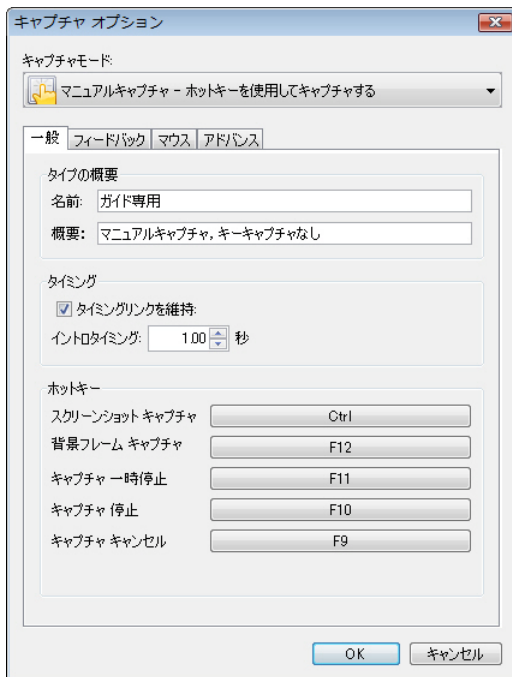 キャプチャ オプション
キャプチャモード:
マニュアルキャプチャ - ホットキーを使用してキャプチャする
一般 フィードバック マウス アドバンス
タイプの概要
名前: ガイド専用
概要: マニュアルキャプチャ, キーキャプチャなし
タイミング
タイミングリンクを維持:
イントロタイミング: 1.00 秒
ホットキー
スクリーンショット キャプチャ Ctrl
背景フレーム キャプチャ F12
キャプチャ 一時停止 F11
キャプチャ 停止 F10
キャプチャ キャンセル F9
OK キャンセル